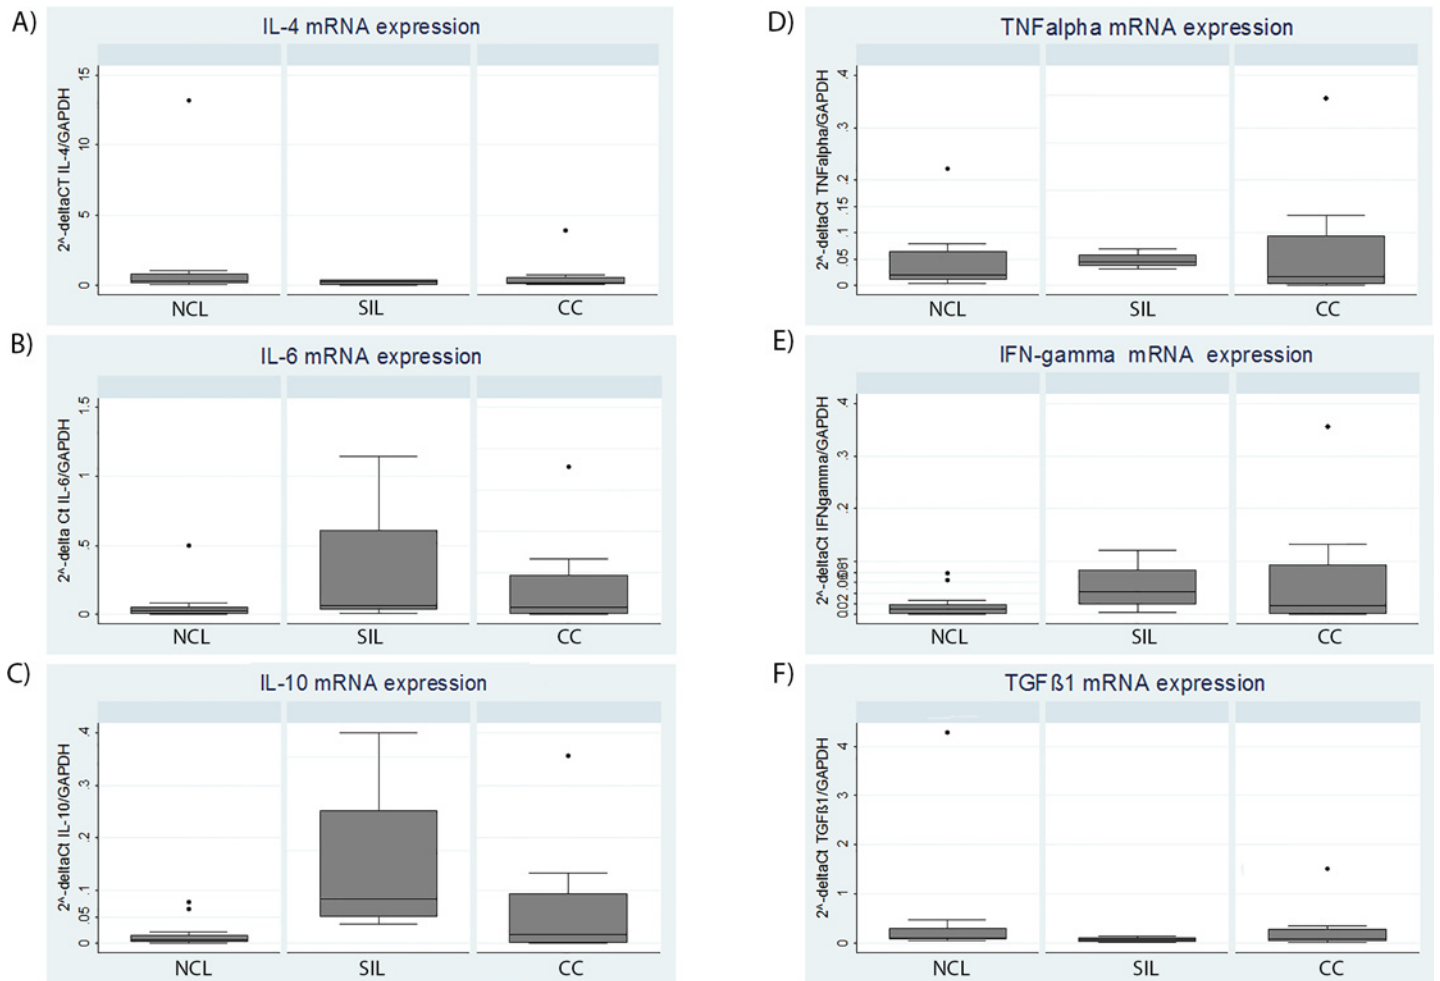 A)
IL-4 mRNA expression
2^-deltaCT IL-4/GAPDH
15
10
5
0
NCL SIL CC
B)
IL-6 mRNA expression
2^-delta Ct IL-6/GAPDH
1.5
1
.5
0
NCL SIL CC
C)
IL-10 mRNA expression
2^-deltaCt IL-10/GAPDH
.4
.3
.2
.1
.05
0
NCL SIL CC
D)
TNFalpha mRNA expression
2^-deltaCt TNFalpha/GAPDH
.4
.3
.2
.15
.1
.05
0
NCL SIL CC
E)
IFN-gamma mRNA expression
2^-deltaCt IFNgamma/GAPDH
.4
.3
.2
0.02
NCL SIL CC
F)
TGFß1 mRNA expression
2^-deltaCt TGFß1/GAPDH
4
3
2
1
0
NCL SIL CC